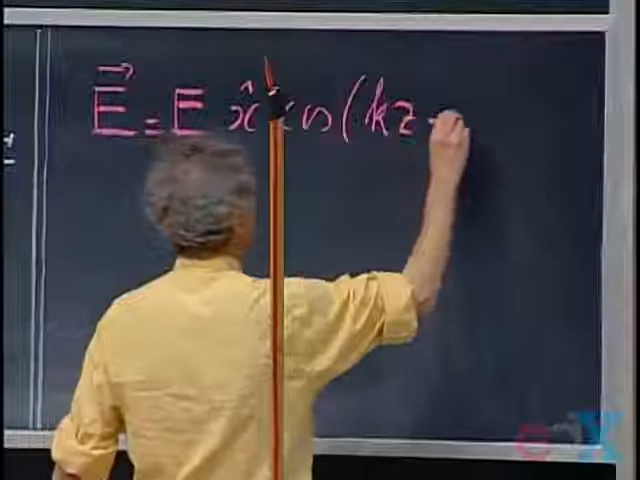 E⃗ = E x̂ cos (kz -